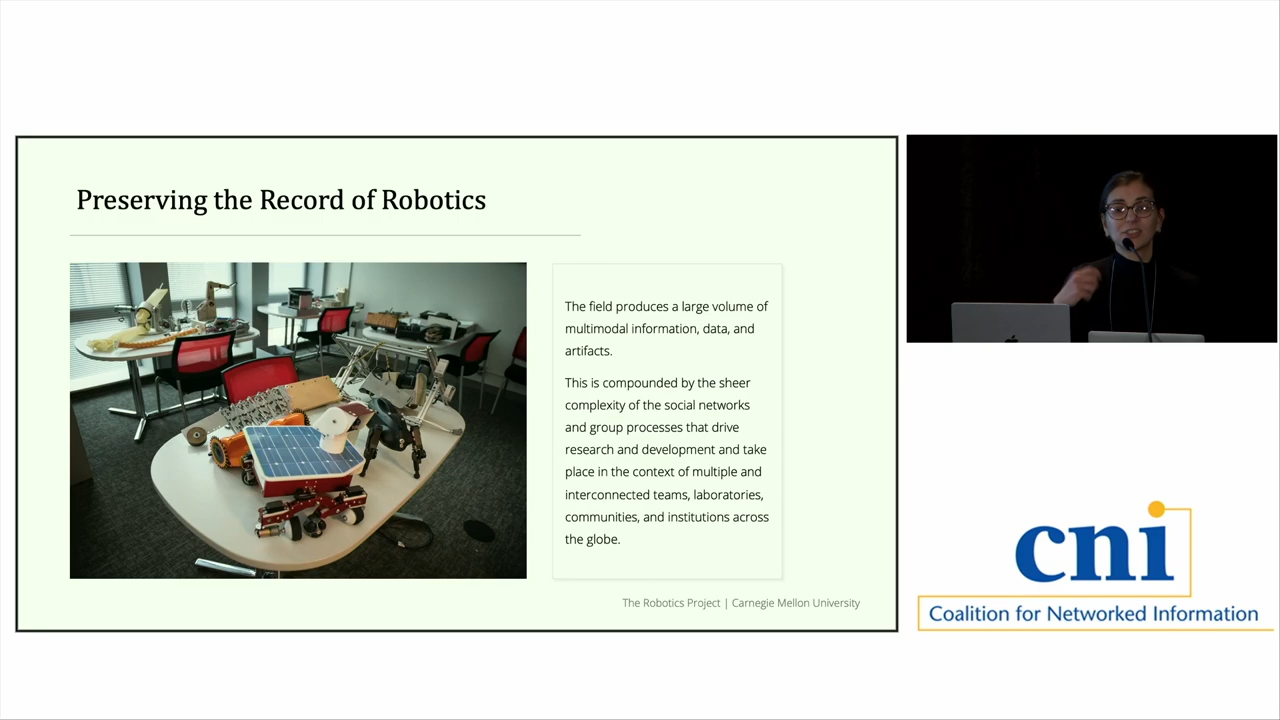 Preserving the Record of Robotics
The field produces a large volume of
multimodal information, data, and
artifacts.
This is compounded by the sheer
complexity of the social networks
and group processes that drive
research and development and take
place in the context of multiple and
interconnected teams, laboratories,
communities, and institutions across
the globe.
The Robotics Project | Carnegie Mellon University
cni
Coalition for Networked Information